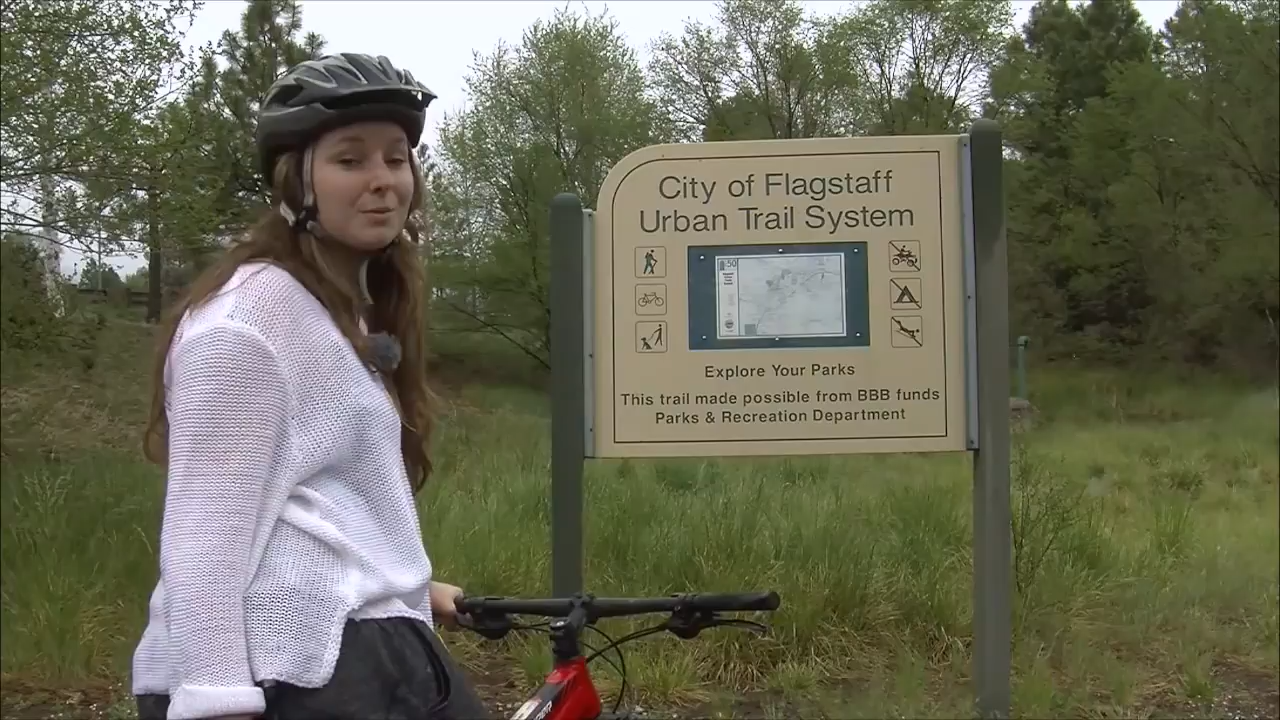 City of Flagstaff
Urban Trail System
50
Explore Your Parks
This trail made possible from BBB funds
Parks & Recreation Department